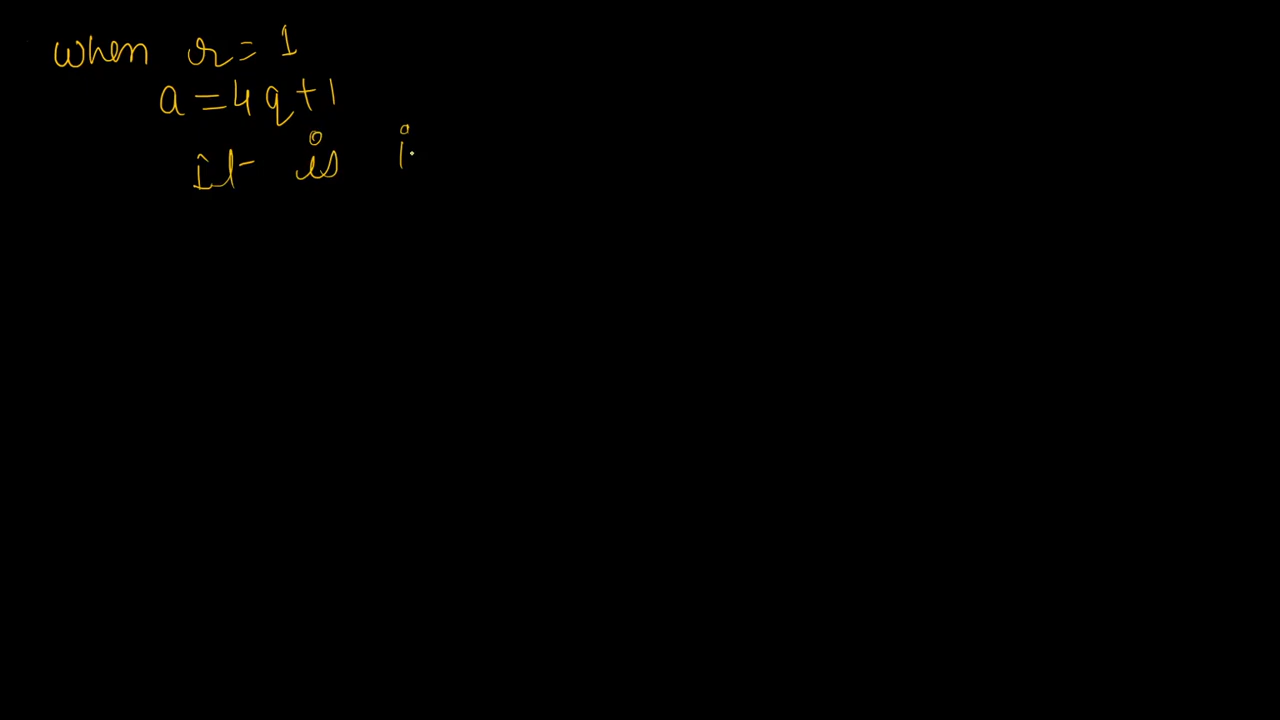 when r = 1
a = 4q + 1
It is i